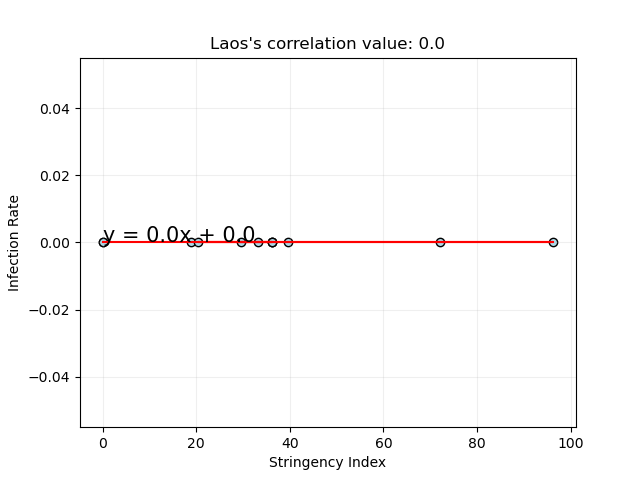 Laos's correlation value: 0.0
0.04
0.02
0.00
−0.02
−0.04
Infection Rate
y = 0.0x + 0.0
0 20 40 60 80 100
Stringency Index